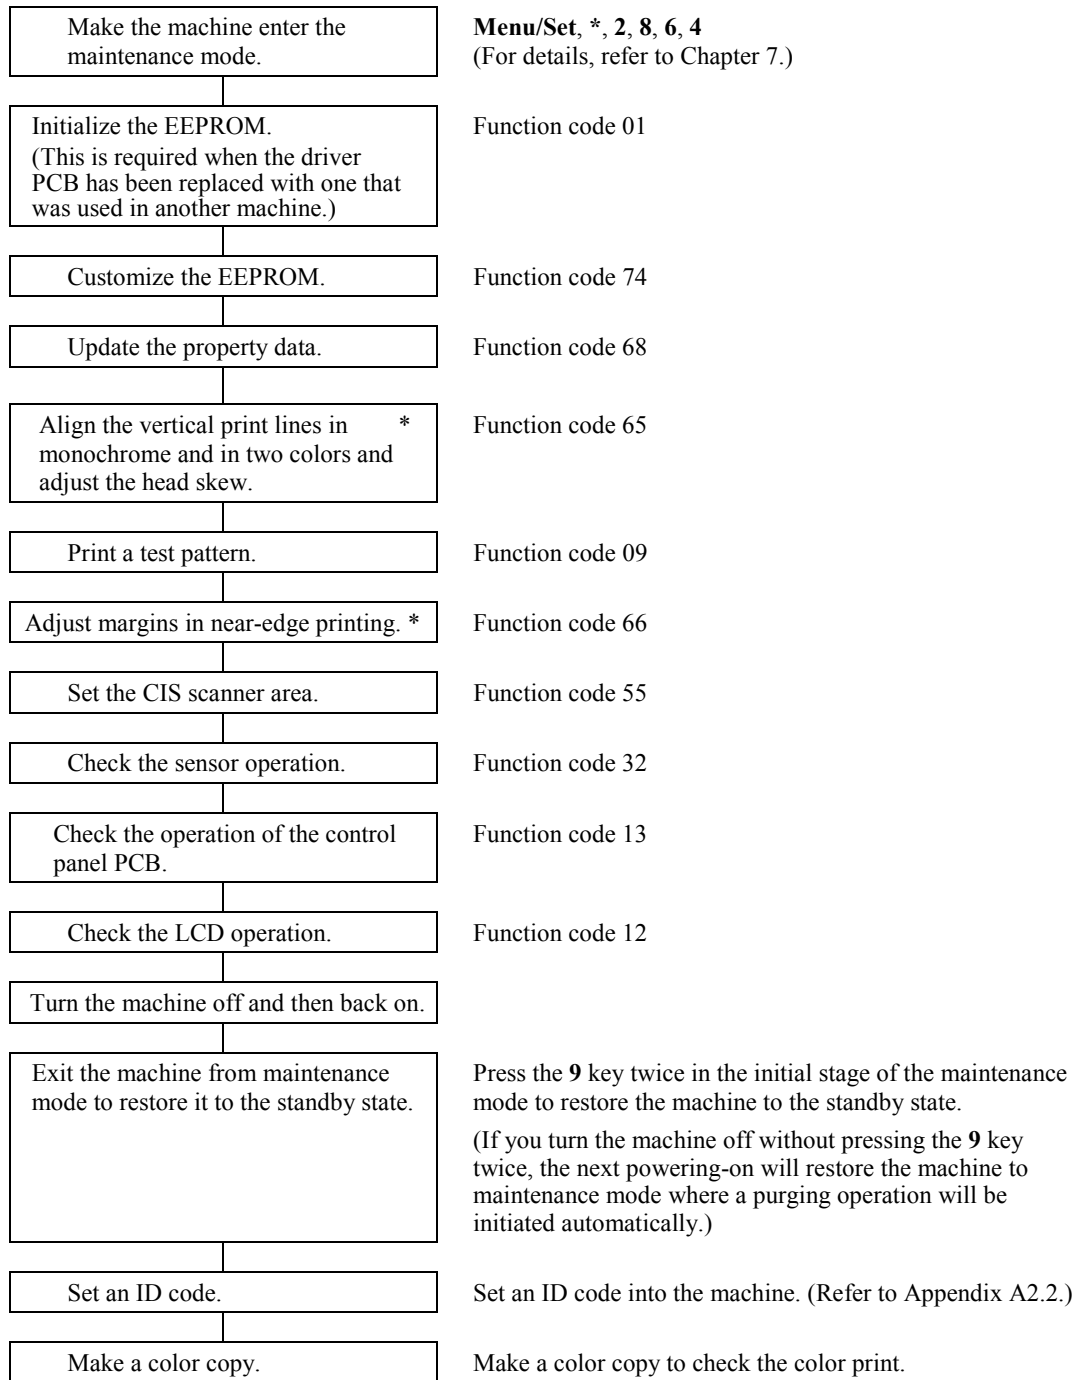 Make the machine enter the
maintenance mode.
Menu/Set, *, 2, 8, 6, 4
(For details, refer to Chapter 7.)
Initialize the EEPROM.
(This is required when the driver
PCB has been replaced with one that
was used in another machine.)
Function code 01
Customize the EEPROM.
Function code 74
Update the property data.
Function code 68
Align the vertical print lines in *
monochrome and in two colors and
adjust the head skew.
Function code 65
Print a test pattern.
Function code 09
Adjust margins in near-edge printing. *
Function code 66
Set the CIS scanner area.
Function code 55
Check the sensor operation.
Function code 32
Check the operation of the control
panel PCB.
Function code 13
Check the LCD operation.
Function code 12
Turn the machine off and then back on.
Exit the machine from maintenance
mode to restore it to the standby state.
Press the 9 key twice in the initial stage of the maintenance
mode to restore the machine to the standby state.
(If you turn the machine off without pressing the 9 key
twice, the next powering-on will restore the machine to
maintenance mode where a purging operation will be
initiated automatically.)
Set an ID code.
Set an ID code into the machine. (Refer to Appendix A2.2.)
Make a color copy.
Make a color copy to check the color print.